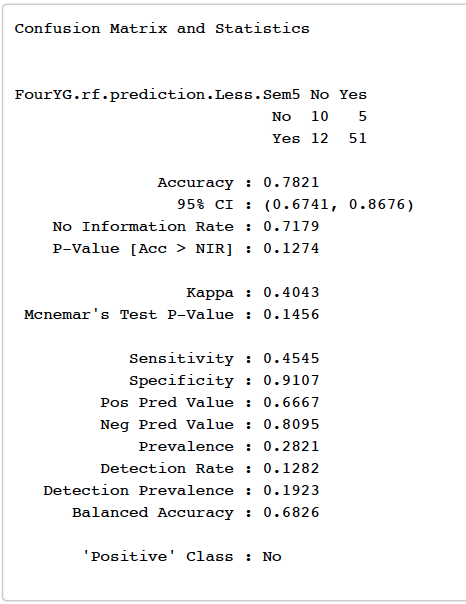 Confusion Matrix and Statistics
FourYG.rf.prediction.Less.Sem5 No Yes
No 10 5
Yes 12 51
Accuracy : 0.7821
95% CI : (0.6741, 0.8676)
No Information Rate : 0.7179
P-Value [Acc > NIR] : 0.1274
Kappa : 0.4043
Mcnemar's Test P-Value : 0.1456
Sensitivity : 0.4545
Specificity : 0.9107
Pos Pred Value : 0.6667
Neg Pred Value : 0.8095
Prevalence : 0.2821
Detection Rate : 0.1282
Detection Prevalence : 0.1923
Balanced Accuracy : 0.6826
'Positive' Class : No